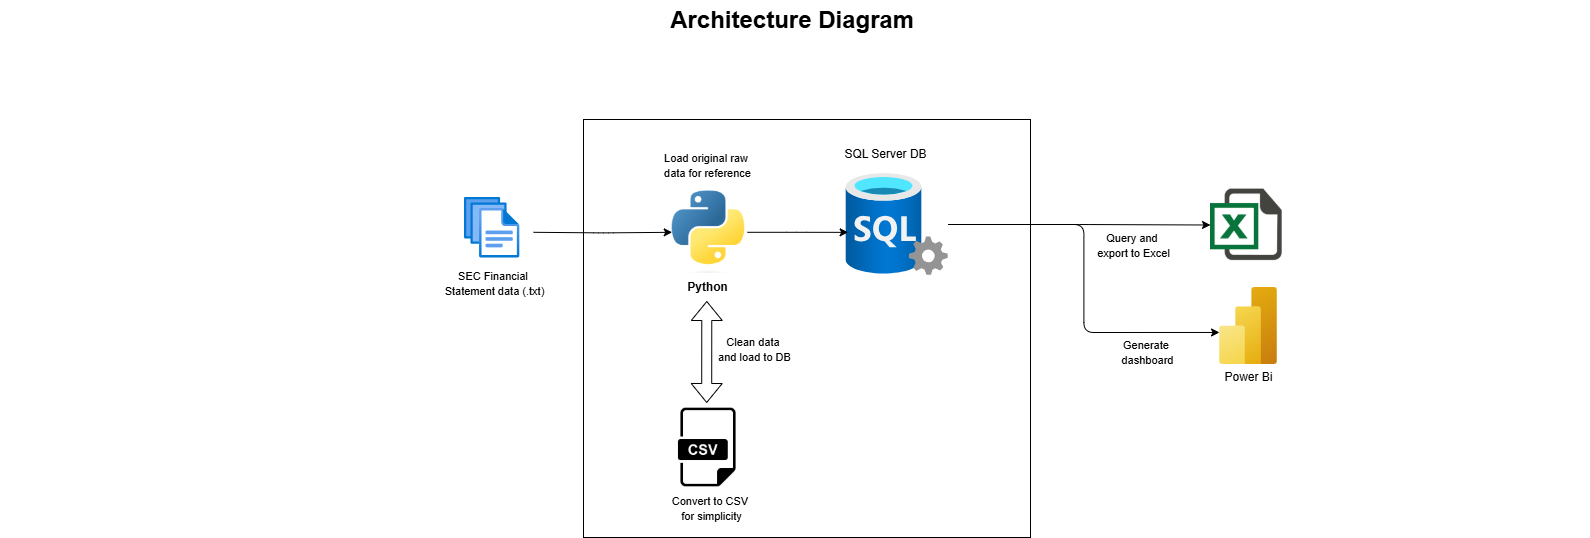 Architecture Diagram
Load original raw
data for reference
SQL Server DB
SQL
SEC Financial
Statement data (.txt)
Python
Query and
export to Excel
X
Clean data
and load to DB
Generate
dashboard
Power Bi
CSV
Convert to CSV
for simplicity